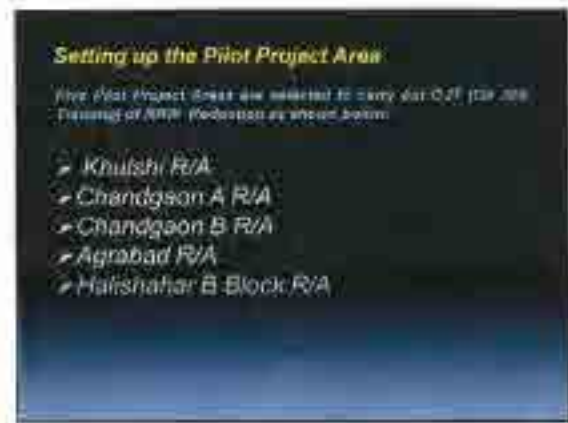 Setting up the Pilot Project Area
Five Pilot Project Areas are selected to carry out OJT (On Job
Training) of NRW Reduction as shown below:
➢ Khulshi R/A
➢ Chandgaon A R/A
➢ Chandgaon B R/A
➢ Agrabad R/A
➢ Halishahar B Block R/A